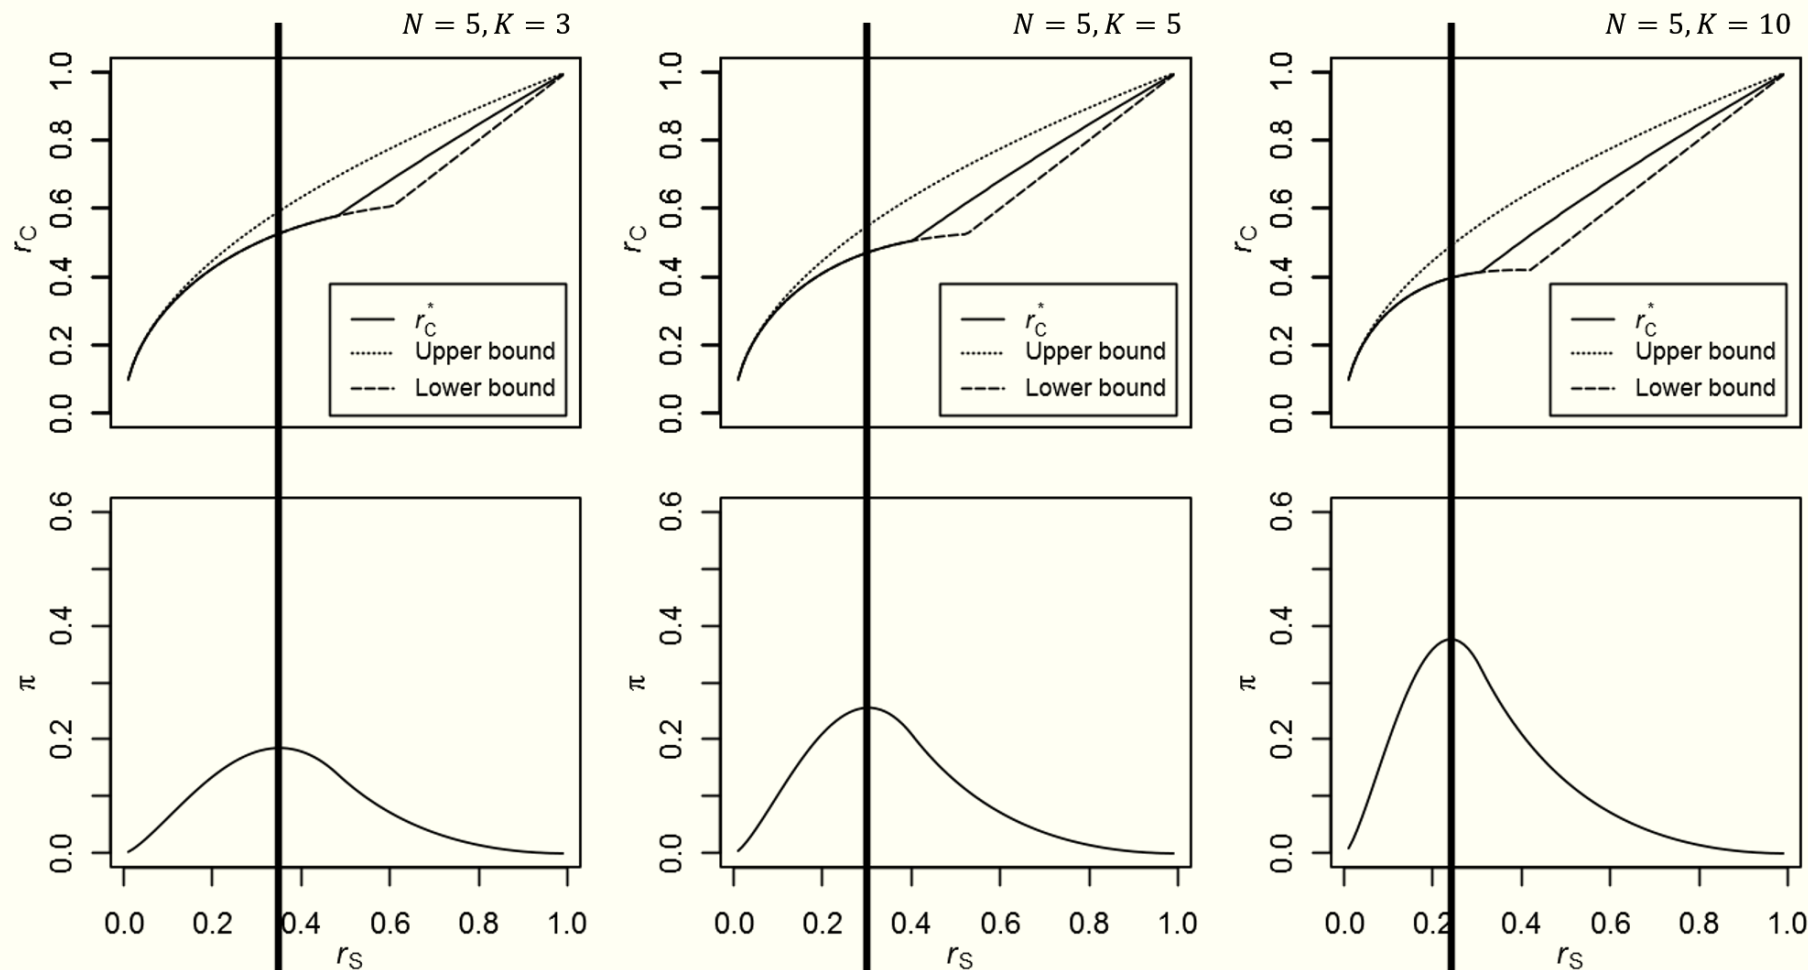 N = 5, K = 3
1.0
0.8
0.6
0.4
0.2
0.0
r_C
r_C^*
Upper bound
Lower bound
N = 5, K = 5
1.0
0.8
0.6
0.4
0.2
0.0
r_C
r_C^*
Upper bound
Lower bound
N = 5, K = 10
1.0
0.8
0.6
0.4
0.2
0.0
r_C
r_C^*
Upper bound
Lower bound
0.6
0.4
0.2
0.0
π
0.0 0.2 0.4 0.6 0.8 1.0
r_S
0.6
0.4
0.2
0.0
π
0.0 0.2 0.4 0.6 0.8 1.0
r_S
0.6
0.4
0.2
0.0
π
0.0 0.2 0.4 0.6 0.8 1.0
r_S